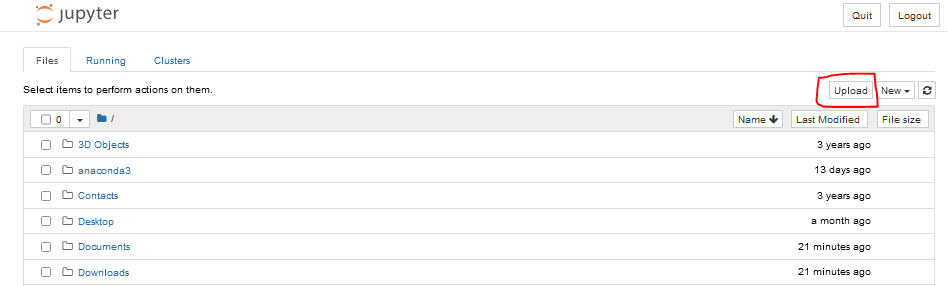 jupyter Quit Logout
Files Running Clusters
Select items to perform actions on them. Upload New
0 / Name Last Modified File size
3D Objects 3 years ago
anaconda3 13 days ago
Contacts 3 years ago
Desktop a month ago
Documents 21 minutes ago
Downloads 21 minutes ago